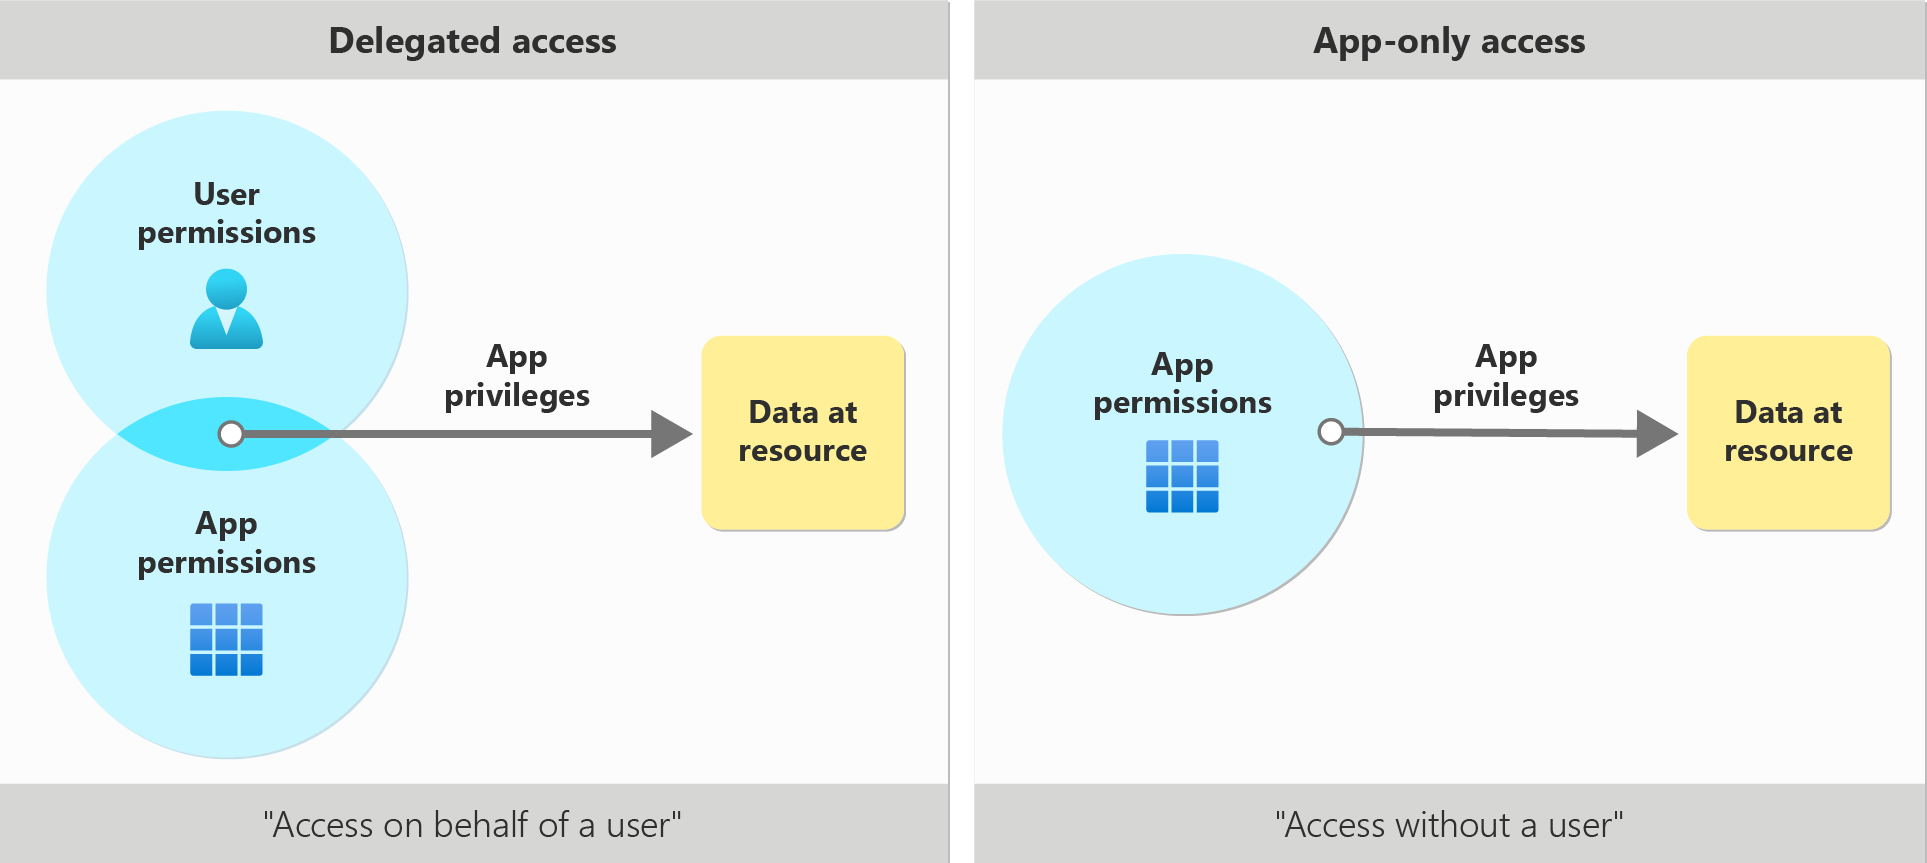 Delegated access
User
permissions
App
privileges
Data at
resource
App
permissions
"Access on behalf of a user"
App-only access
App
permissions
App
privileges
Data at
resource
"Access without a user"